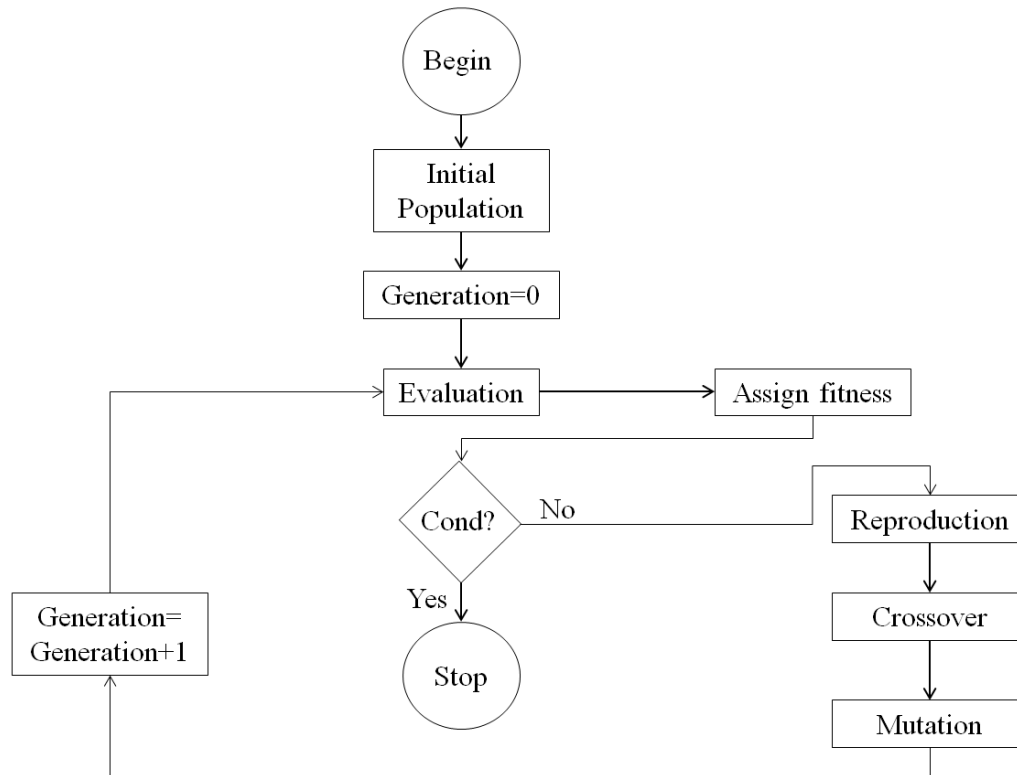 Begin
Initial
Population
Generation=0
Evaluation
Assign fitness
Cond?
No
Reproduction
Yes
Crossover
Generation=
Generation+1
Stop
Mutation